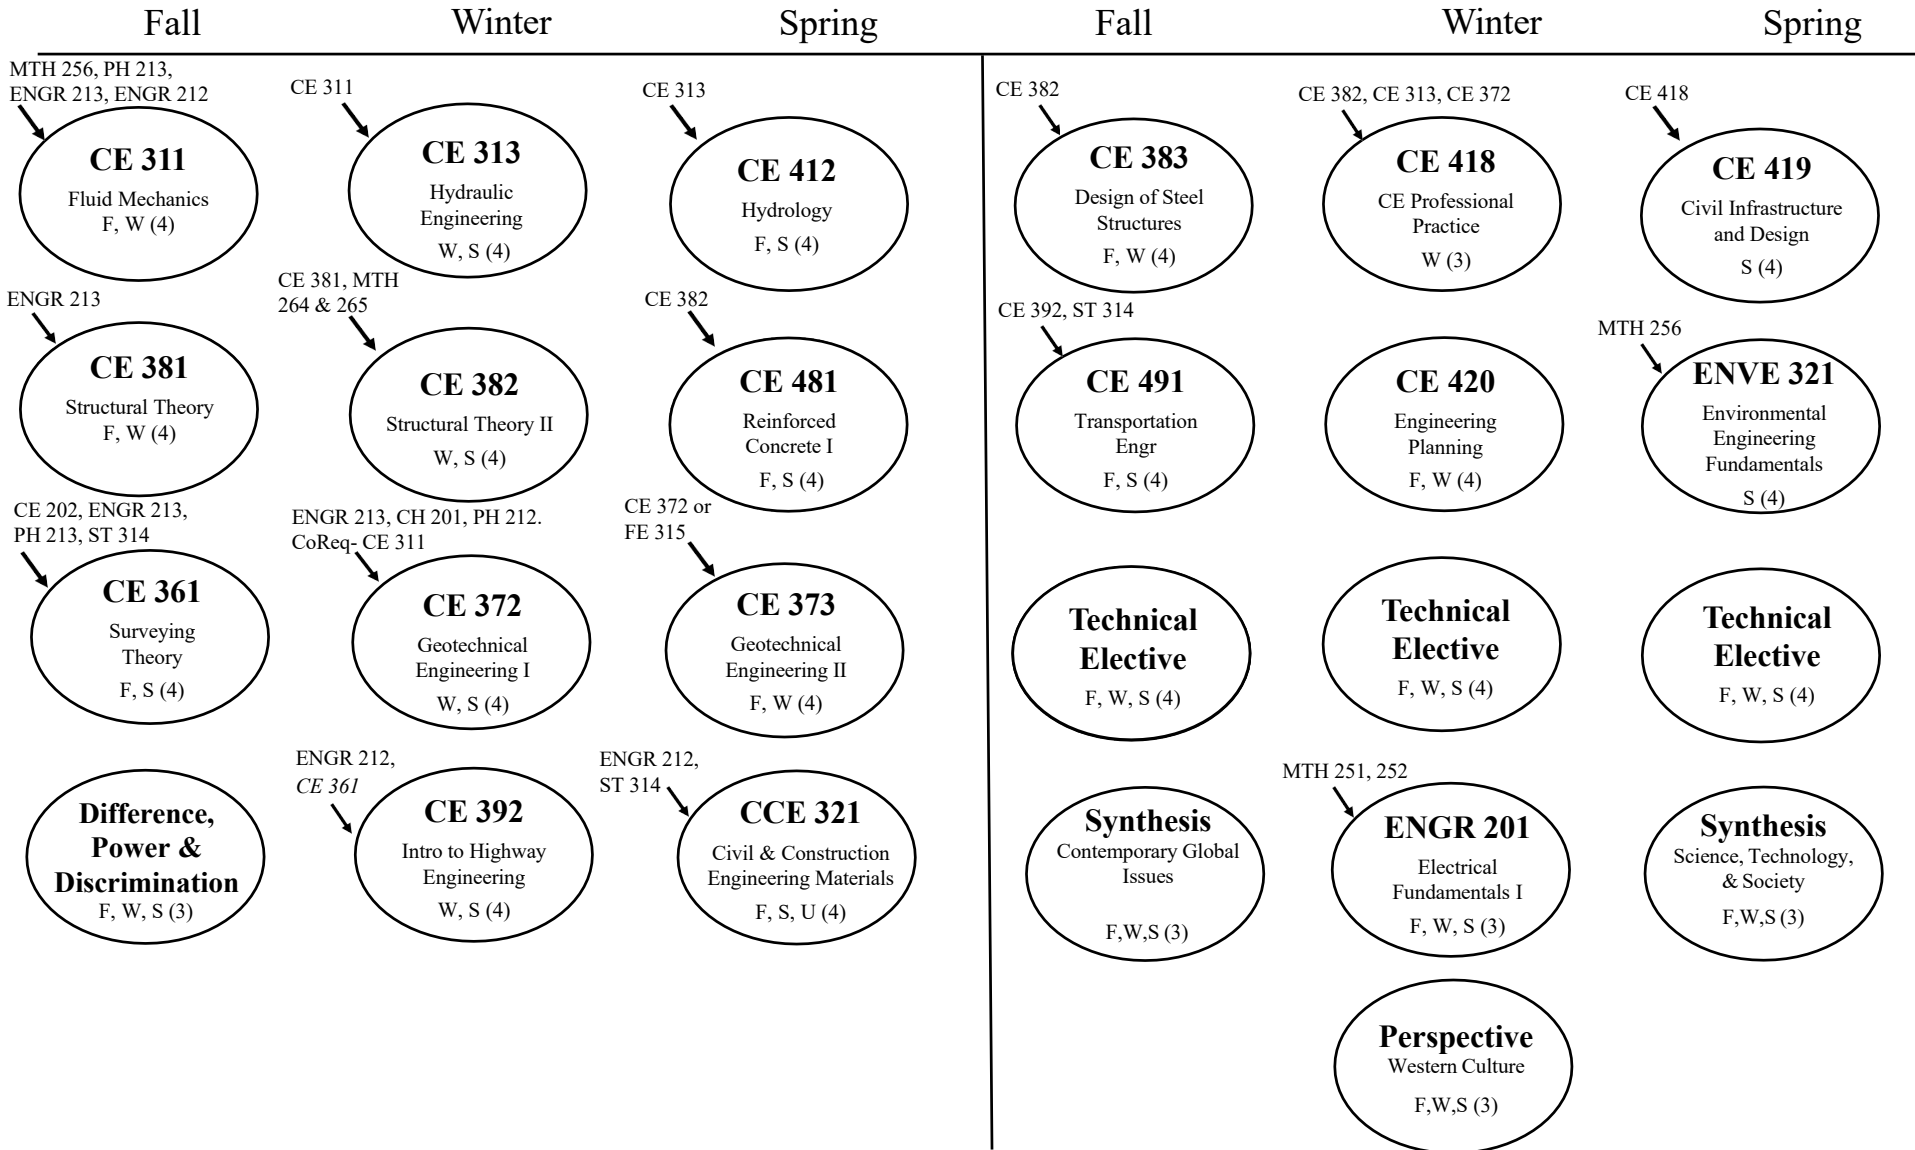 Fall
Winter
Spring
Fall
Winter
Spring
MTH 256, PH 213,
ENGR 213, ENGR 212
CE 311
Fluid Mechanics
F, W (4)
CE 311
CE 313
Hydraulic
Engineering
W, S (4)
CE 313
CE 412
Hydrology
F, S (4)
CE 382
CE 383
Design of Steel
Structures
F, W (4)
CE 382, CE 313, CE 372
CE 418
CE Professional
Practice
W (3)
CE 418
CE 419
Civil Infrastructure
and Design
S (4)
ENGR 213
CE 381
Structural Theory
F, W (4)
CE 381, MTH
264 & 265
CE 382
Structural Theory II
W, S (4)
CE 382
CE 481
Reinforced
Concrete I
F, S (4)
CE 392, ST 314
CE 491
Transportation
Engr
F, S (4)
CE 420
Engineering
Planning
F, W (4)
MTH 256
ENVE 321
Environmental
Engineering
Fundamentals
S (4)
CE 202, ENGR 213,
PH 213, ST 314
CE 361
Surveying
Theory
F, S (4)
ENGR 213, CH 201, PH 212.
CoReq- CE 311
CE 372
Geotechnical
Engineering I
W, S (4)
CE 372 or
FE 315
CE 373
Geotechnical
Engineering II
F, W (4)
Technical
Elective
F, W, S (4)
Technical
Elective
F, W, S (4)
Technical
Elective
F, W, S (4)
Difference,
Power &
Discrimination
F, W, S (3)
ENGR 212,
CE 361
CE 392
Intro to Highway
Engineering
W, S (4)
ENGR 212,
ST 314
CCE 321
Civil & Construction
Engineering Materials
F, S, U (4)
Synthesis
Contemporary Global
Issues
F,W,S (3)
MTH 251, 252
ENGR 201
Electrical
Fundamentals I
F, W, S (3)
Synthesis
Science, Technology,
& Society
F,W,S (3)
Perspective
Western Culture
F,W,S (3)